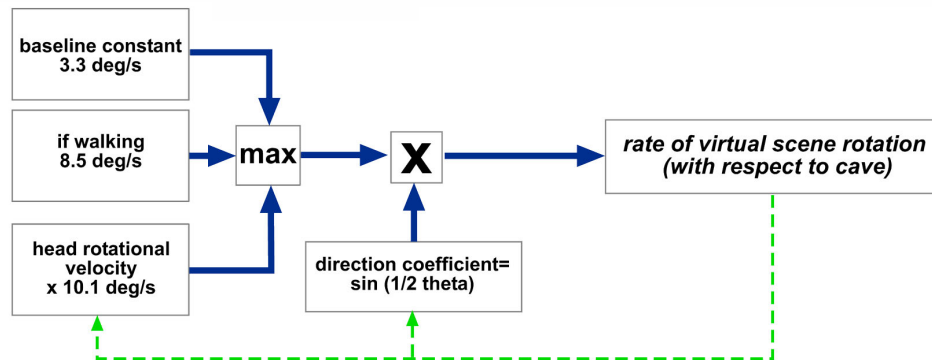 baseline constant
3.3 deg/s
if walking
8.5 deg/s
max
X
rate of virtual scene rotation
(with respect to cave)
head rotational
velocity
x 10.1 deg/s
direction coefficient=
sin (1/2 theta)